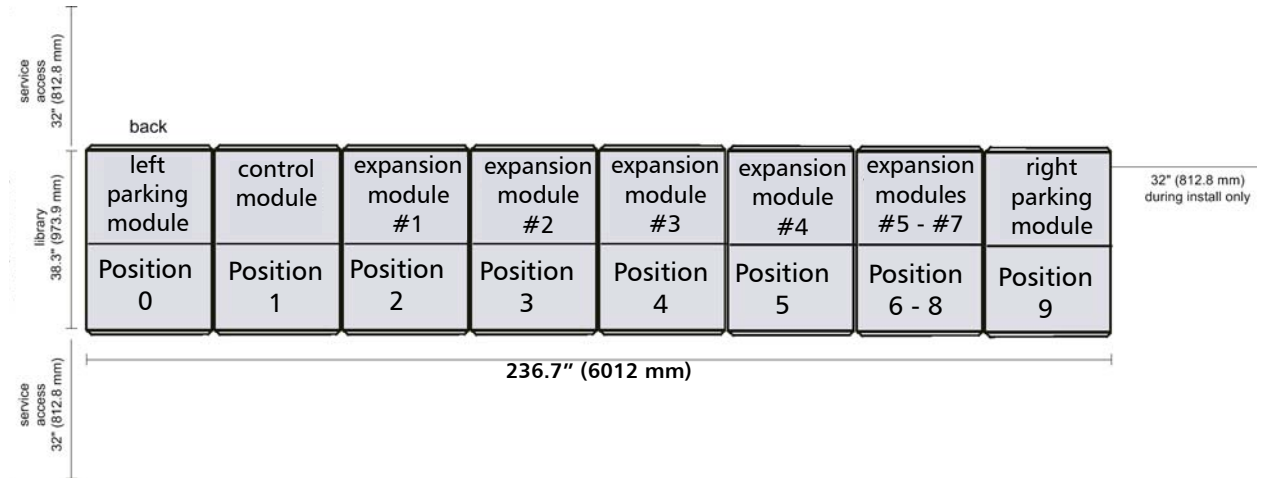 service
access
32" (812.8 mm)
back
library
38.3" (973.9 mm)
left
parking
module
control
module
expansion
module
#1
expansion
module
#2
expansion
module
#3
expansion
module
#4
expansion
modules
#5 - #7
right
parking
module
32" (812.8 mm)
during install only
Position
0
Position
1
Position
2
Position
3
Position
4
Position
5
Position
6 - 8
Position
9
236.7” (6012 mm)
service
access
32" (812.8 mm)